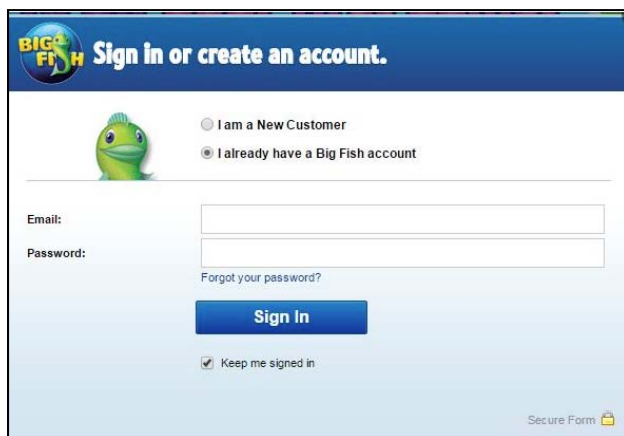 BIG FISH
Sign in or create an account.
I am a New Customer
I already have a Big Fish account
Email:
Password:
Forgot your password?
Sign In
Keep me signed in
Secure Form